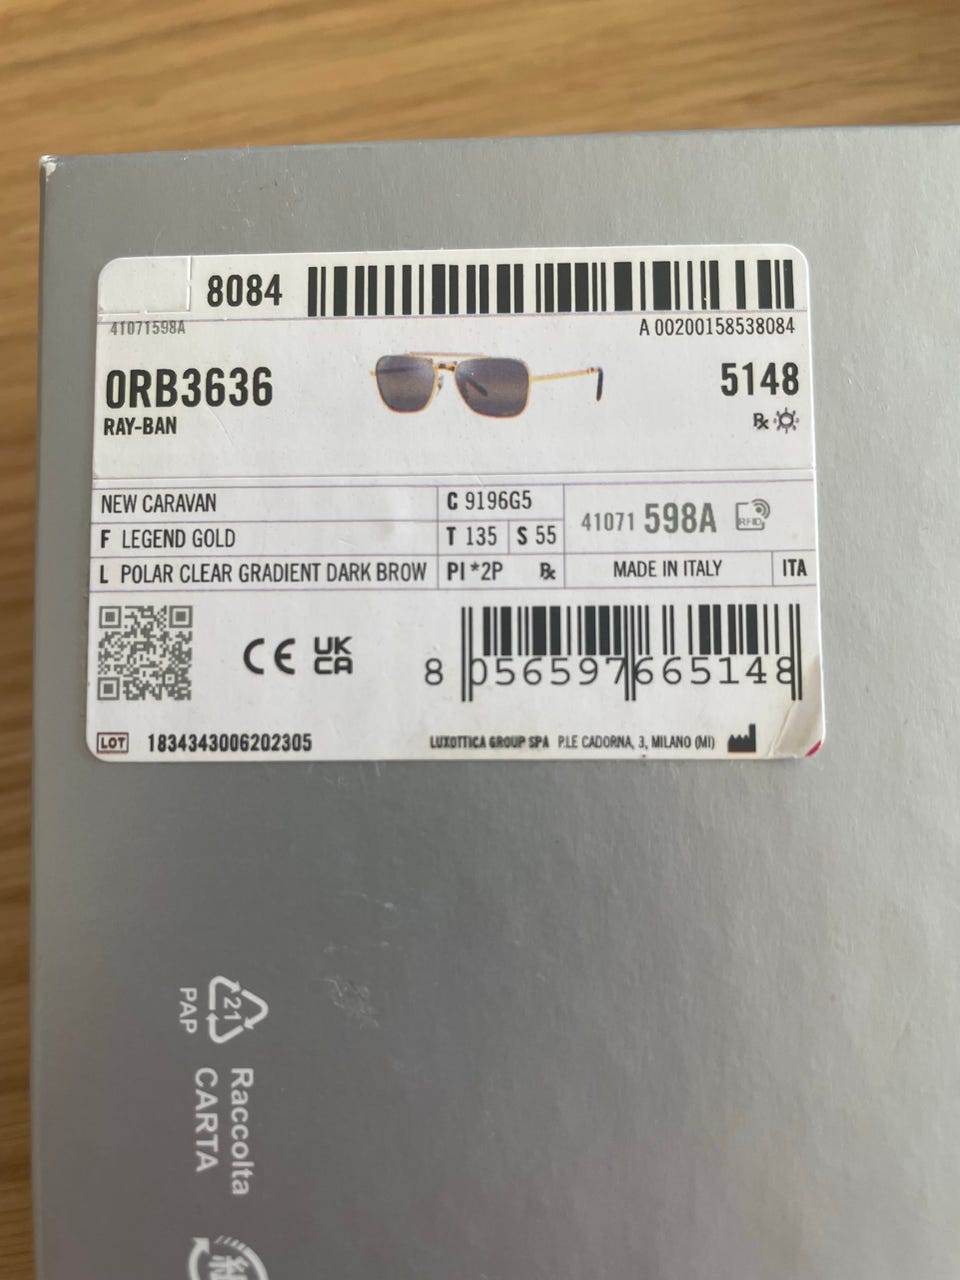 8084
41071598A
A 00200158538084
0RB3636
5148
RAY-BAN
NEW CARAVAN
C 9196G5
F LEGEND GOLD
T 135
S 55
41071 598A
RFID
L POLAR CLEAR GRADIENT DARK BROW
PI *2P
MADE IN ITALY
ITA
CE
UK
CA
8 056597 665148
LOT 1834343006202305
LUXOTTICA GROUP SPA P.LE CADORNA, 3, MILANO (MI)
21
PAP
Raccolta
CARTA